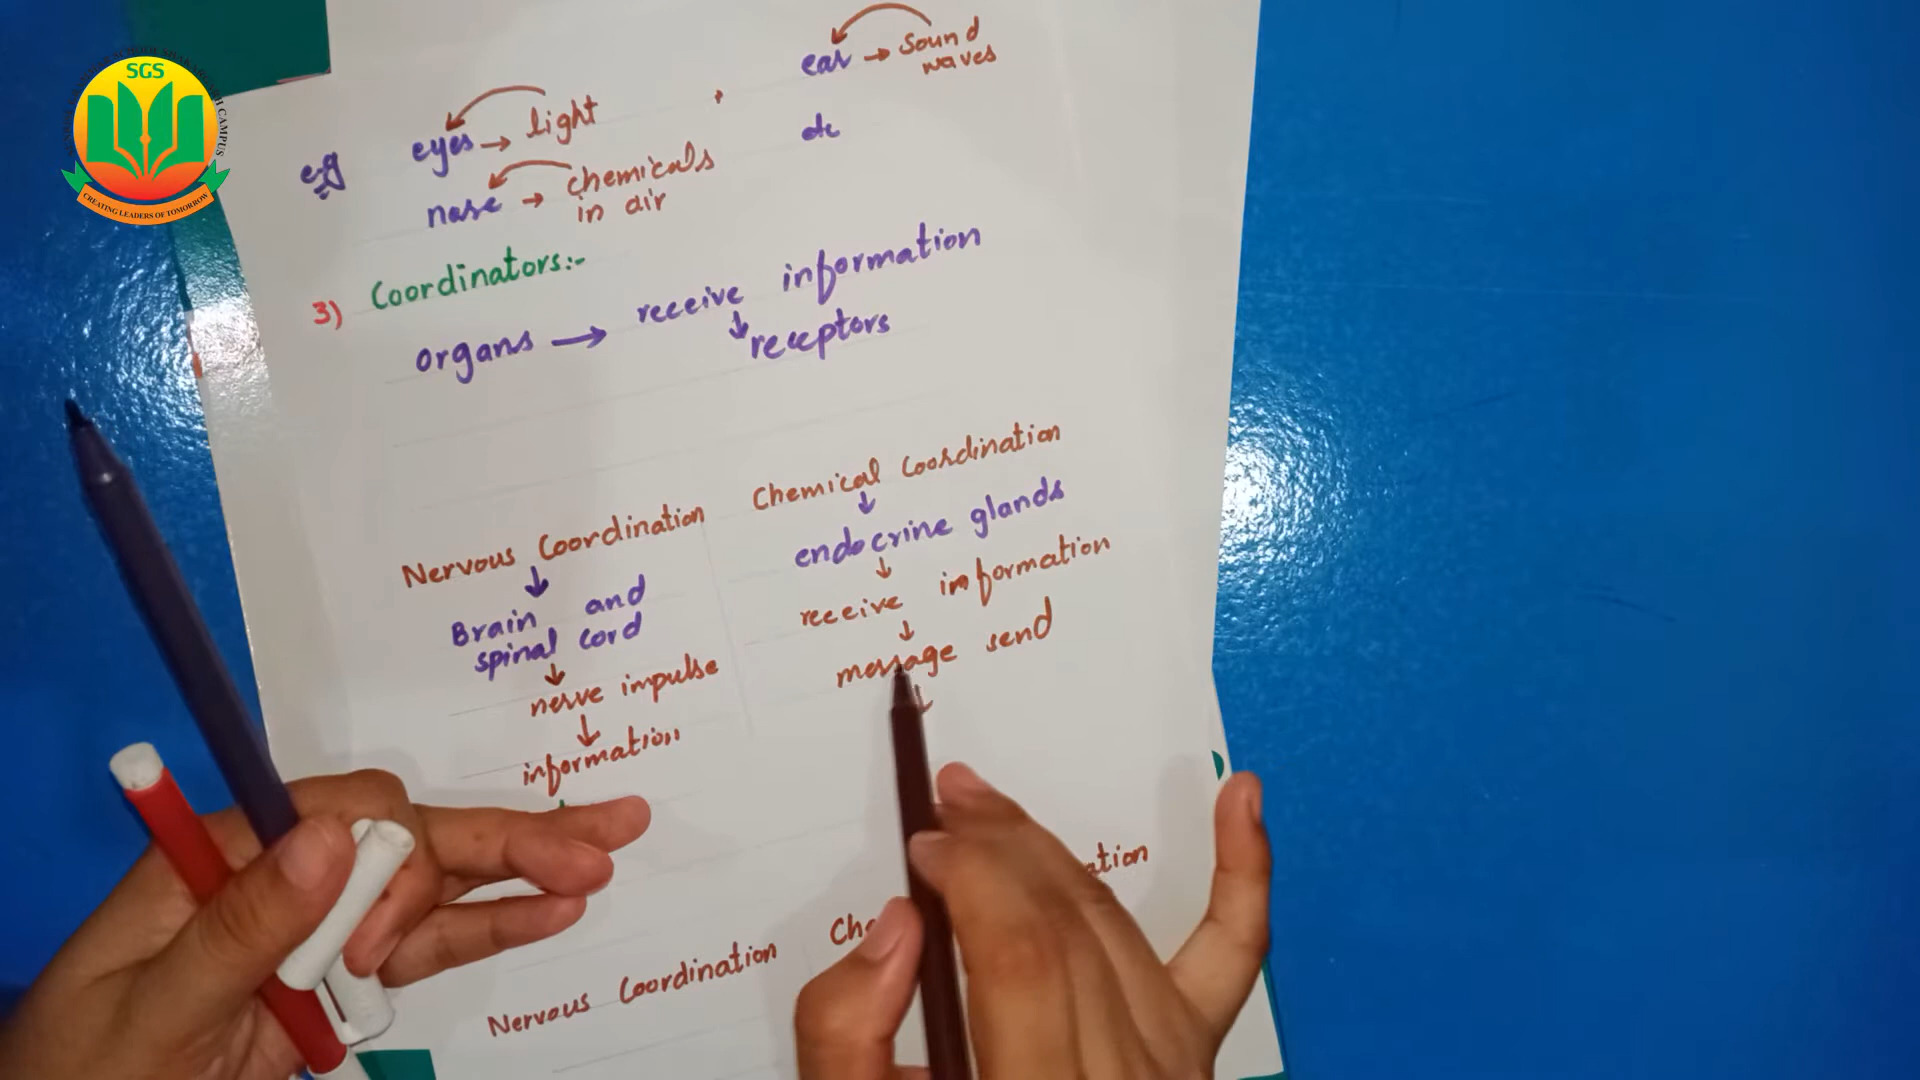 SGS
CAMPUS
CREATING LEADERS OF TOMORROW
ear → sound
waves
etc
e.g eyes → light
nose → chemicals
in air
3) Coordinators:-
organs → receive information
↓
receptors
Nervous Coordination
↓
Brain and
spinal cord
↓
nerve impulse
↓
information
Chemical Coordination
↓
endocrine glands
↓
receive information
↓
message send
↓
Nervous Coordination